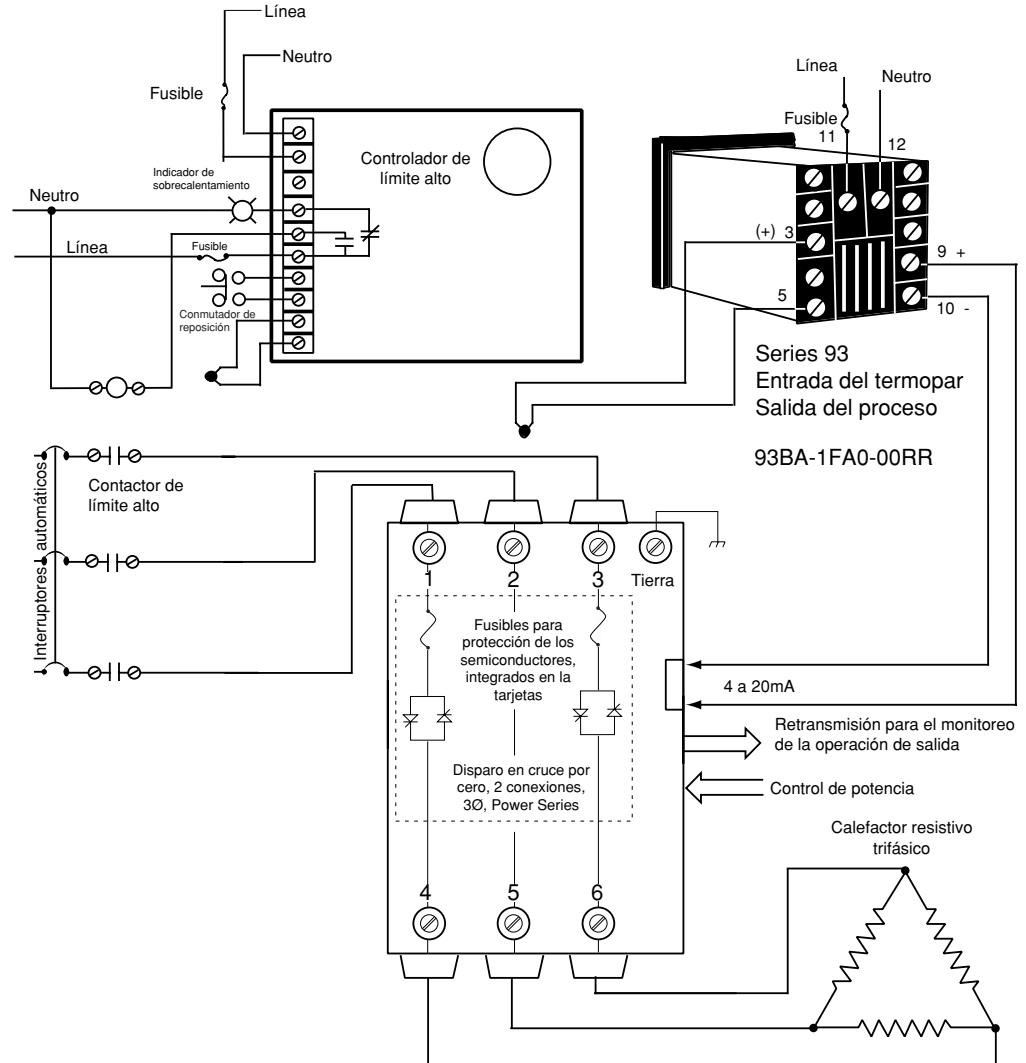 Línea
Neutro
Fusible
Controlador de
límite alto
Indicador de
sobrecalentamiento
Neutro
Línea
Fusible
Conmutador de
reposición
Línea
Neutro
Fusible
11
12
(+) 3
5
9 +
10 -
Series 93
Entrada del termopar
Salida del proceso
93BA-1FA0-00RR
Interruptores automáticos
Contactor de
límite alto
1
2
3
Tierra
Fusibles para
protección de los
semiconductores,
integrados en la
tarjetas
4 a 20mA
Retransmisión para el monitoreo
de la operación de salida
Disparo en cruce por
cero, 2 conexiones,
3Ø, Power Series
Control de potencia
Calefactor resistivo
trifásico
4
5
6